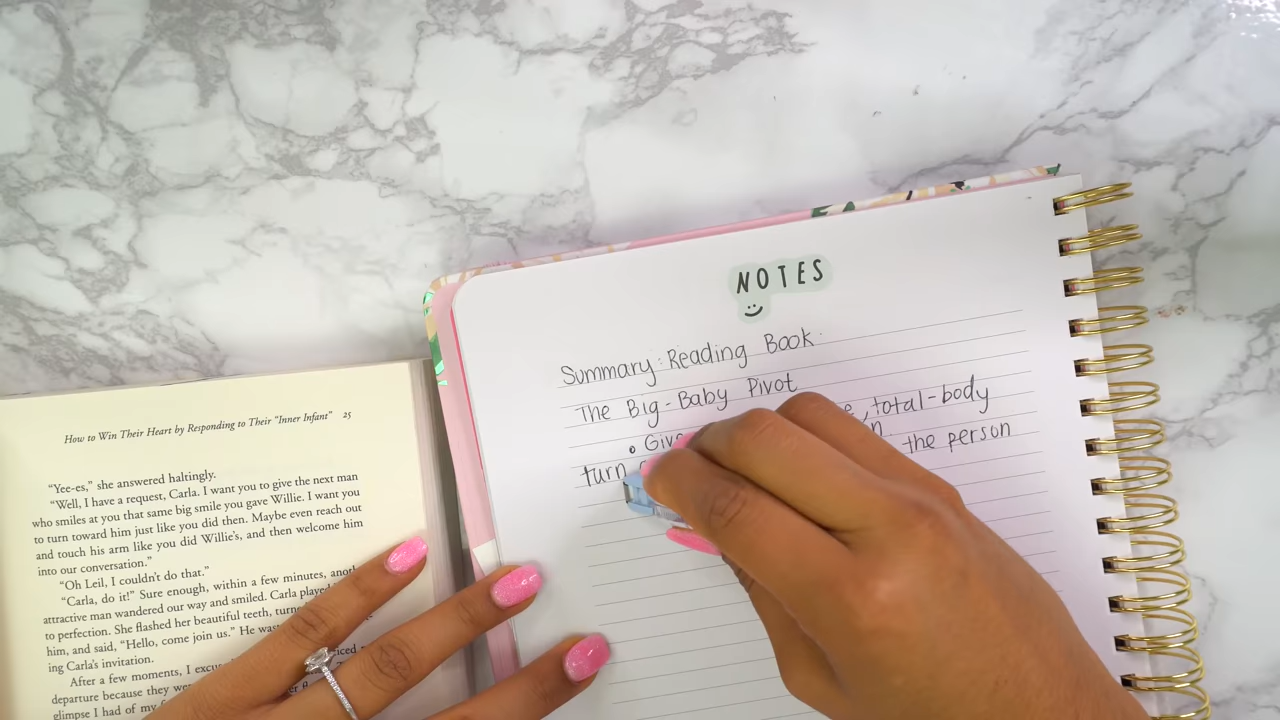 How to Win Their Heart by Responding to Their "Inner Infant" 25
"Yee-es," she answered haltingly.
"Well, I have a request, Carla. I want you to give the next man
who smiles at you that same big smile you gave Willie. I want you
to turn toward him just like you did then. Maybe even reach out
and touch his arm like you did Willie's, and then welcome him
into our conversation."
"Oh Leil, I couldn't do that."
"Carla, do it!" Sure enough, within a few minutes,
attractive man wandered our way and smiled. Carla played
to perfection. She flashed her beautiful teeth,
him, and said, "Hello, come join us." He
ing Carla's invitation.
After a few moments, I
departure because they
glimpse I had of
NOTES
Summary: Reading Book.
The Big-Baby Pivot
Give , total-body
turn the person